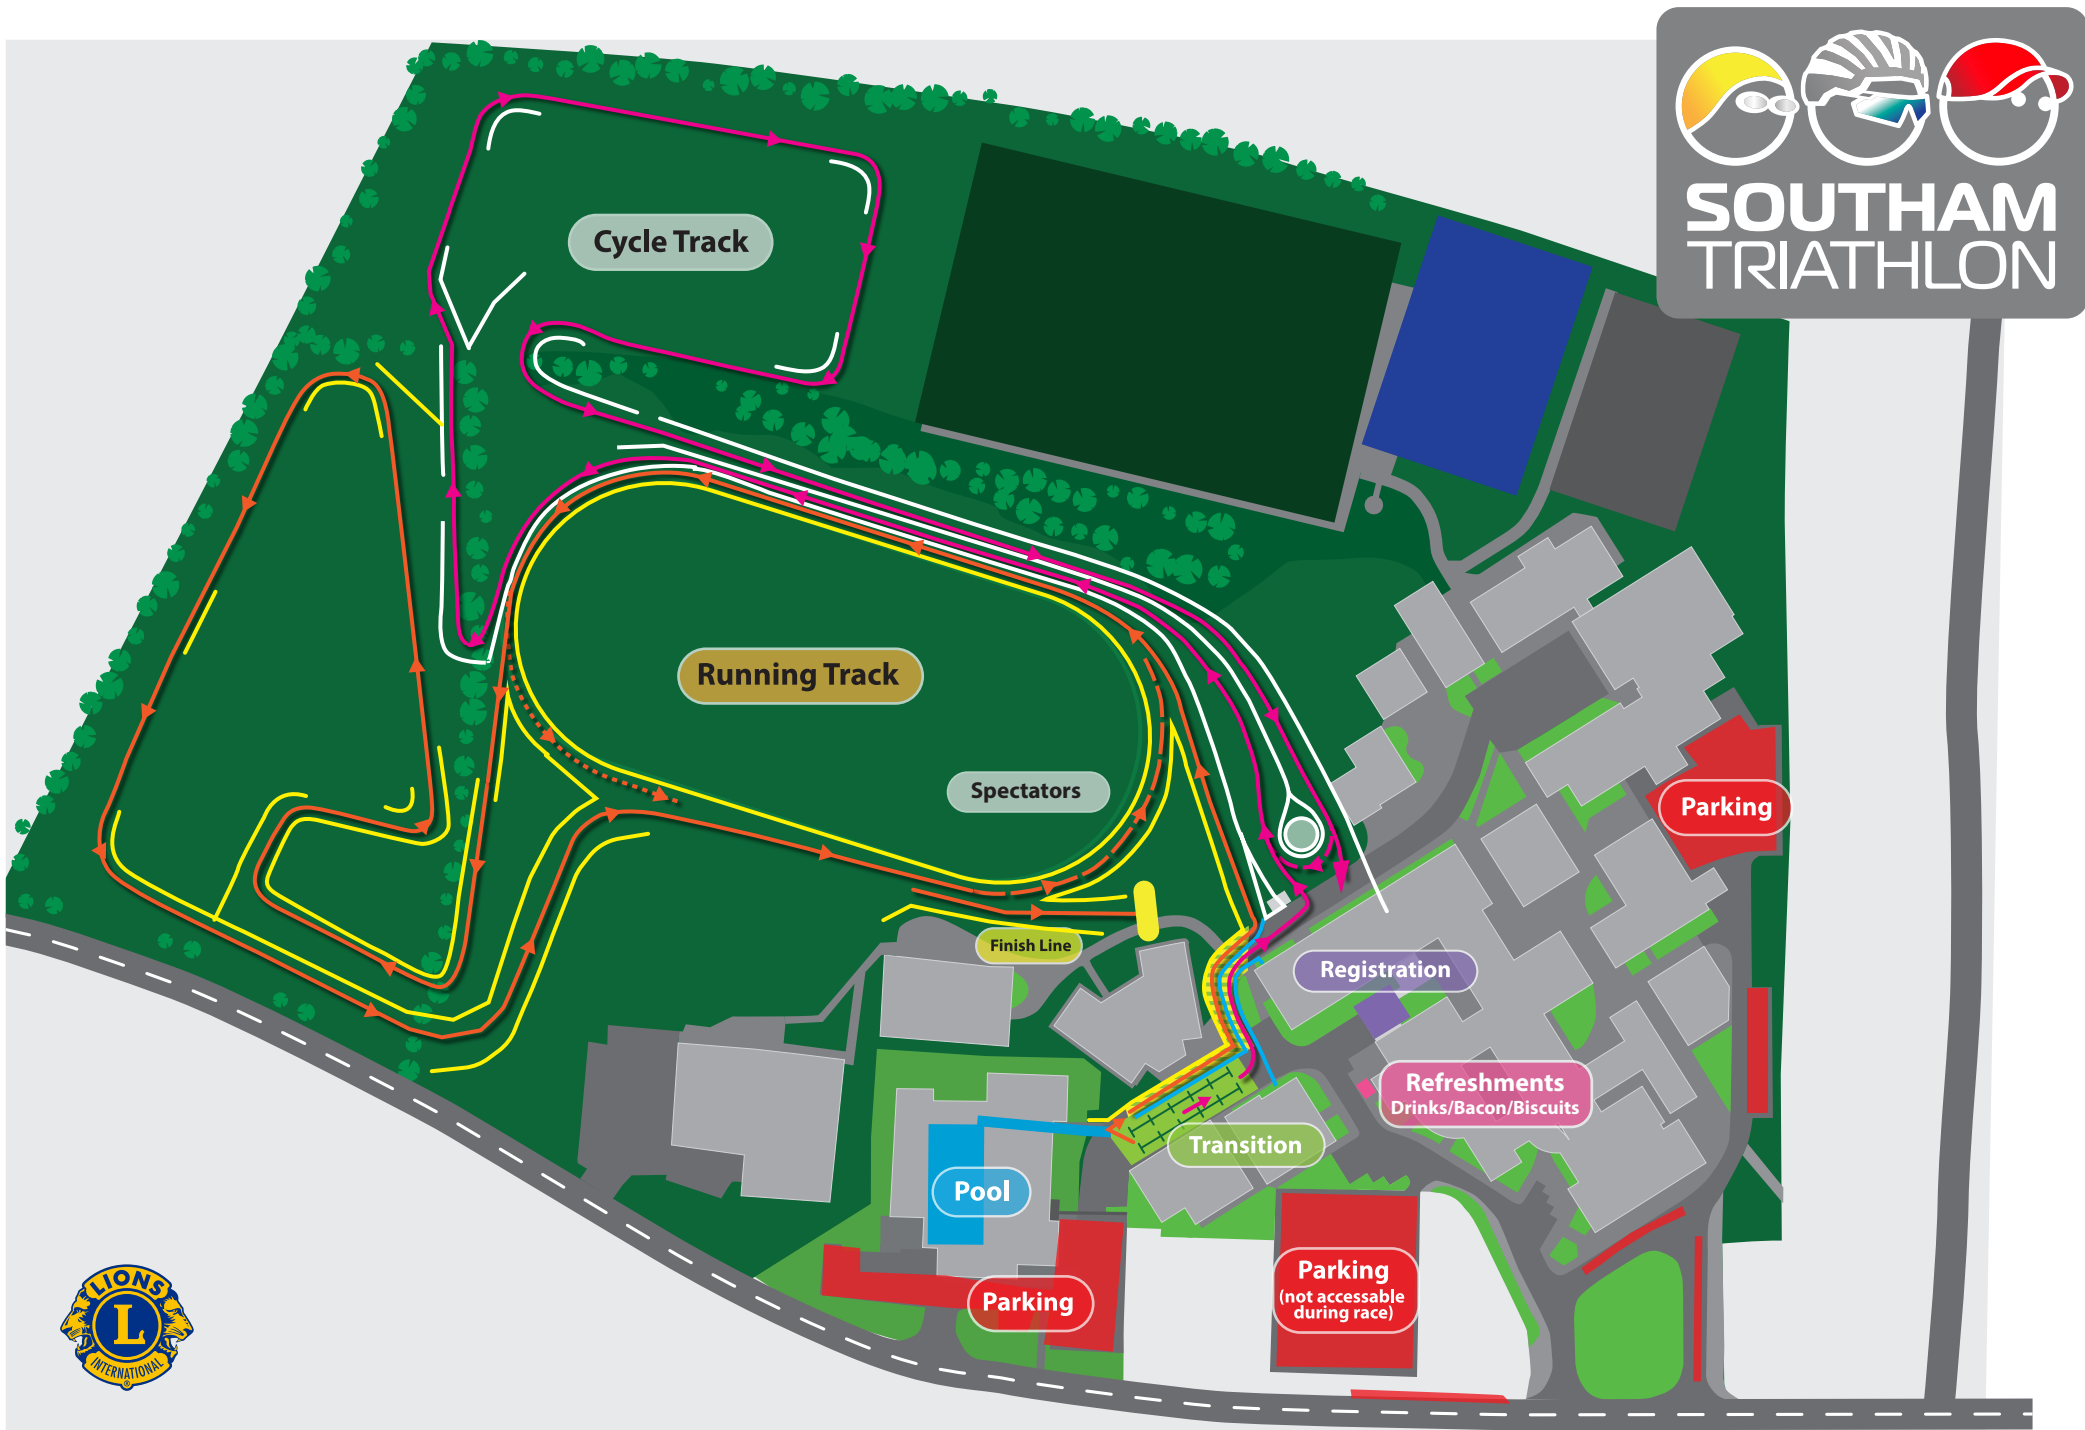 SOUTHAM
TRIATHLON
Cycle Track
Running Track
Spectators
Parking
Finish Line
Registration
Refreshments
Drinks/Bacon/Biscuits
Transition
Pool
Parking
(not accessable
during race)
Parking
LIONS
L
INTERNATIONAL
®